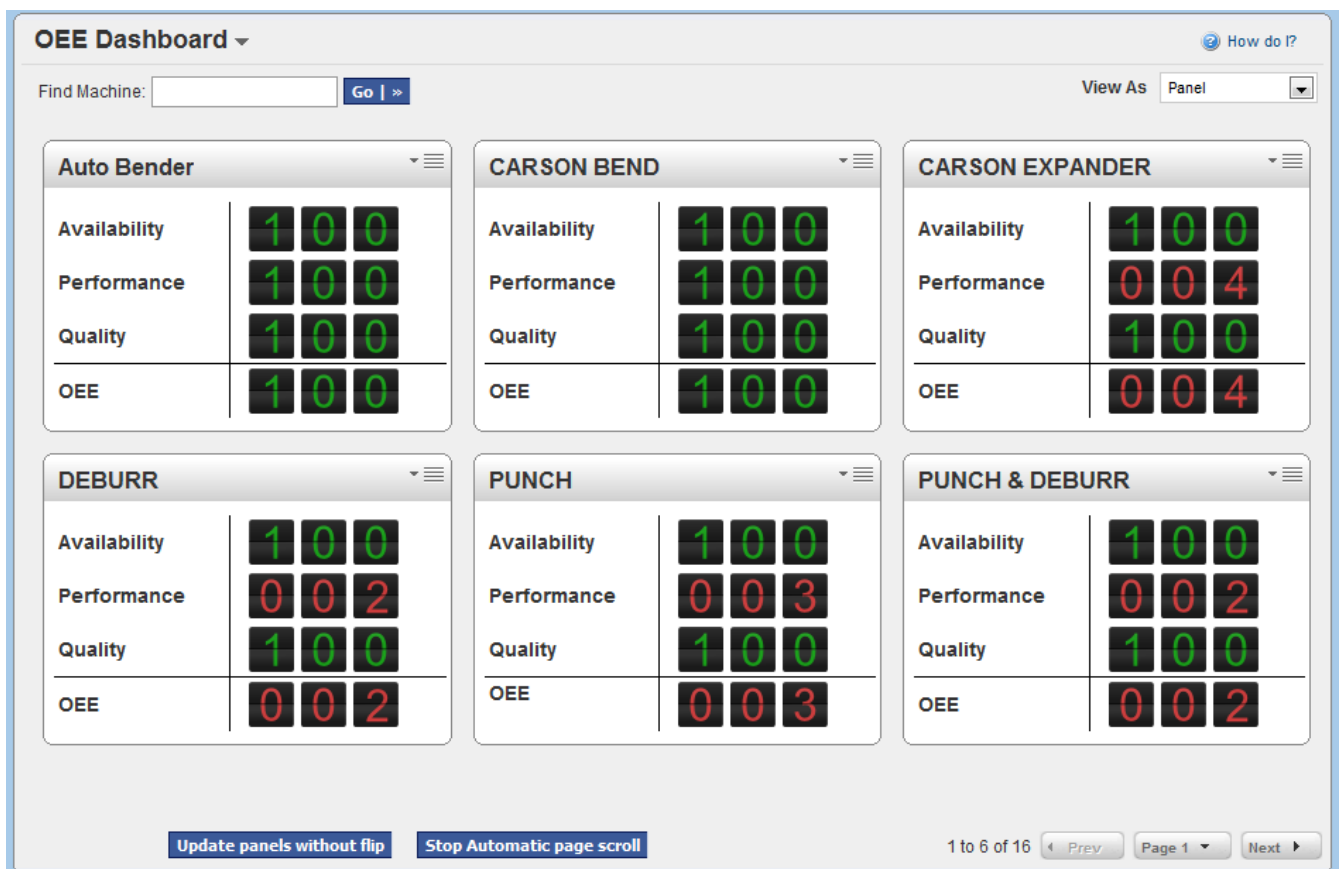 OEE Dashboard
How do I?
Find Machine:
Go | »
View As
Panel
Auto Bender
Availability 100
Performance 100
Quality 100
OEE 100
CARSON BEND
Availability 100
Performance 100
Quality 100
OEE 100
CARSON EXPANDER
Availability 100
Performance 004
Quality 100
OEE 004
DEBURR
Availability 100
Performance 002
Quality 100
OEE 002
PUNCH
Availability 100
Performance 003
Quality 100
OEE 003
PUNCH & DEBURR
Availability 100
Performance 002
Quality 100
OEE 002
Update panels without flip
Stop Automatic page scroll
1 to 6 of 16
Prev
Page 1
Next